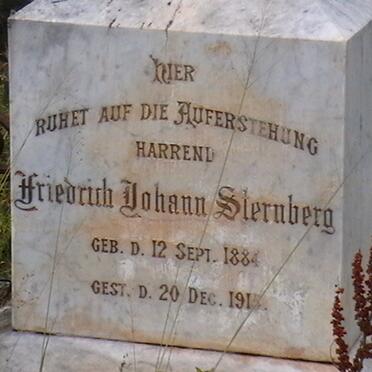 HIER
RUHET AUF DIE AUFERSTEHUNG
HARREND
Friedrich Johann Sternberg
GEB. D. 12 SEPT. 1884
GEST. D. 20 DEC.